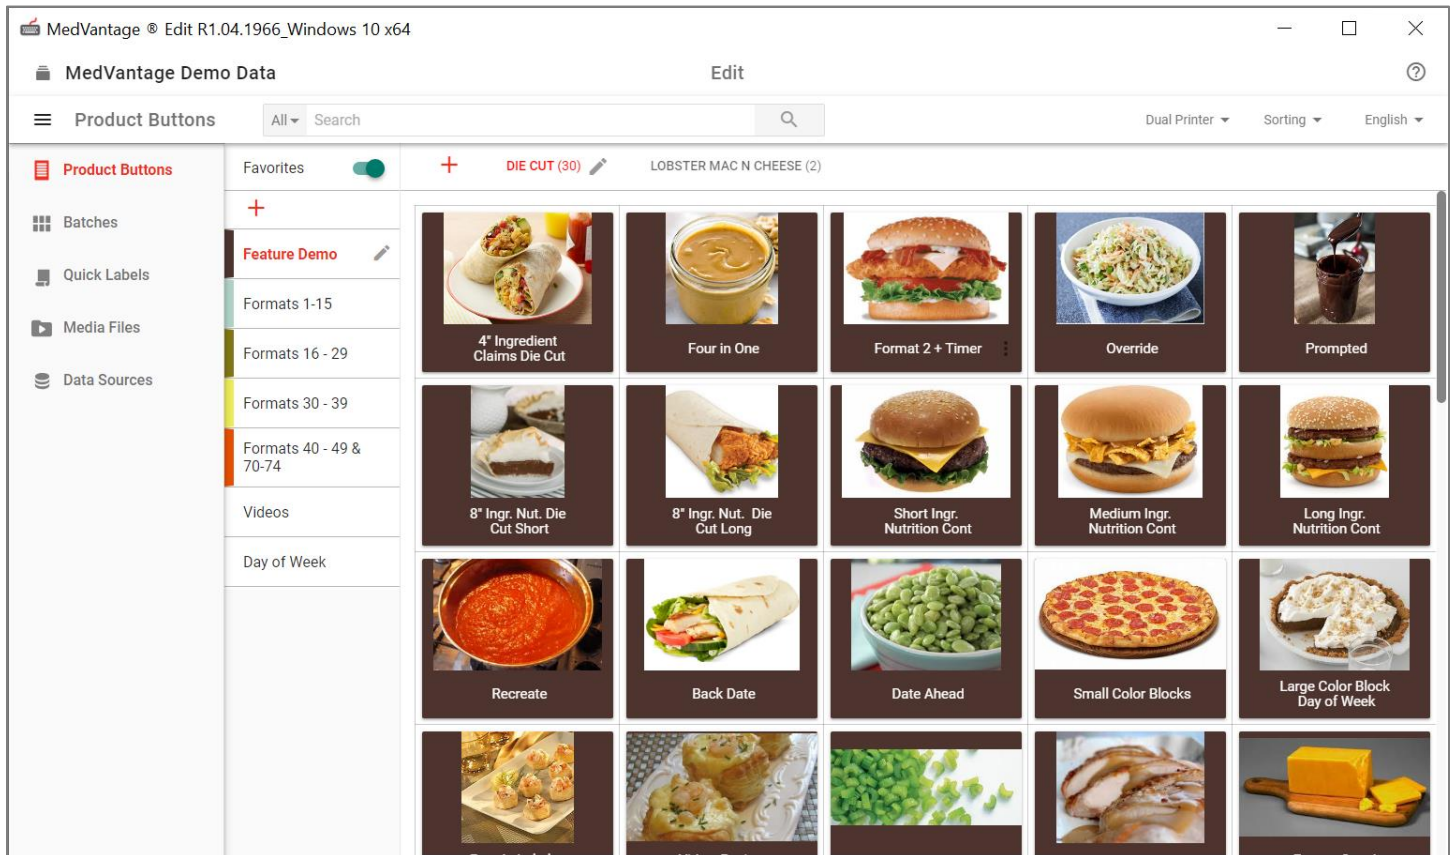 MedVantage ® Edit R1.04.1966_Windows 10 x64
MedVantage Demo Data
Edit
Product Buttons
All
Search
Dual Printer
Sorting
English
Product Buttons
Batches
Quick Labels
Media Files
Data Sources
Favorites
Feature Demo
Formats 1-15
Formats 16 - 29
Formats 30 - 39
Formats 40 - 49 &
70-74
Videos
Day of Week
DIE CUT (30)
LOBSTER MAC N CHEESE (2)
4" Ingredient
Claims Die Cut
Four in One
Format 2 + Timer
Override
Prompted
8" Ingr. Nut. Die
Cut Short
8" Ingr. Nut. Die
Cut Long
Short Ingr.
Nutrition Cont
Medium Ingr.
Nutrition Cont
Long Ingr.
Nutrition Cont
Recreate
Back Date
Date Ahead
Small Color Blocks
Large Color Block
Day of Week